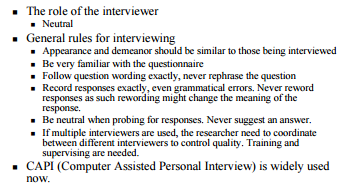 ▪ The role of the interviewer
▪ Neutral
▪ General rules for interviewing
▪ Appearance and demeanor should be similar to those being interviewed
▪ Be very familiar with the questionnaire
▪ Follow question wording exactly, never rephrase the question
▪ Record responses exactly, even grammatical errors. Never reword
responses as such rewording might change the meaning of the
response.
▪ Be neutral when probing for responses. Never suggest an answer.
▪ If multiple interviewers are used, the researcher need to coordinate
between different interviewers to control quality. Training and
supervising are needed.
▪ CAPI (Computer Assisted Personal Interview) is widely used
now.